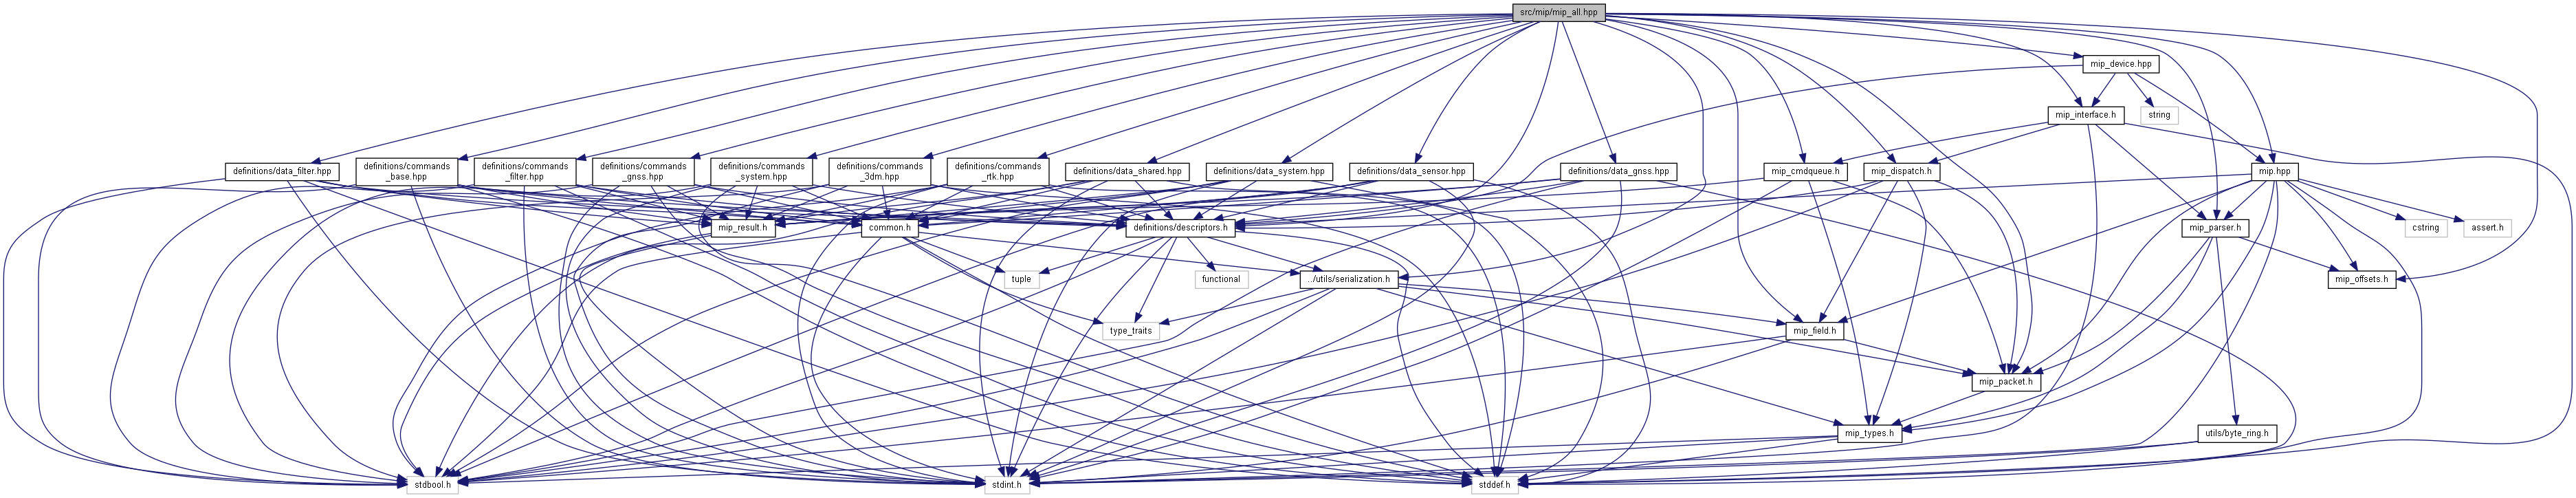 src/mip/mip_all.hpp
mip_device.hpp
mip_interface.h
string
definitions/data_filter.hpp
definitions/commands
_base.hpp
definitions/commands
_filter.hpp
definitions/commands
_gnss.hpp
definitions/commands
_system.hpp
definitions/commands
_3dm.hpp
definitions/commands
_rtk.hpp
definitions/data_shared.hpp
definitions/data_system.hpp
definitions/data_sensor.hpp
definitions/data_gnss.hpp
mip_cmdqueue.h
mip_dispatch.h
mip.hpp
mip_result.h
common.h
definitions/descriptors.h
mip_parser.h
cstring
assert.h
tuple
functional
../utils/serialization.h
mip_offsets.h
type_traits
mip_field.h
mip_packet.h
mip_types.h
utils/byte_ring.h
stdbool.h
stdint.h
stddef.h